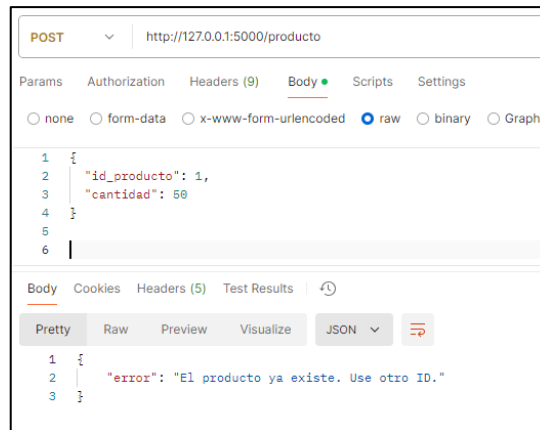 POST http://127.0.0.1:5000/producto
Params Authorization Headers (9) Body Scripts Settings
none form-data x-www-form-urlencoded raw binary Graph
1 {
2 "id_producto": 1,
3 "cantidad": 50
4 }
5
6
Body Cookies Headers (5) Test Results
Pretty Raw Preview Visualize JSON
1 {
2 "error": "El producto ya existe. Use otro ID."
3 }